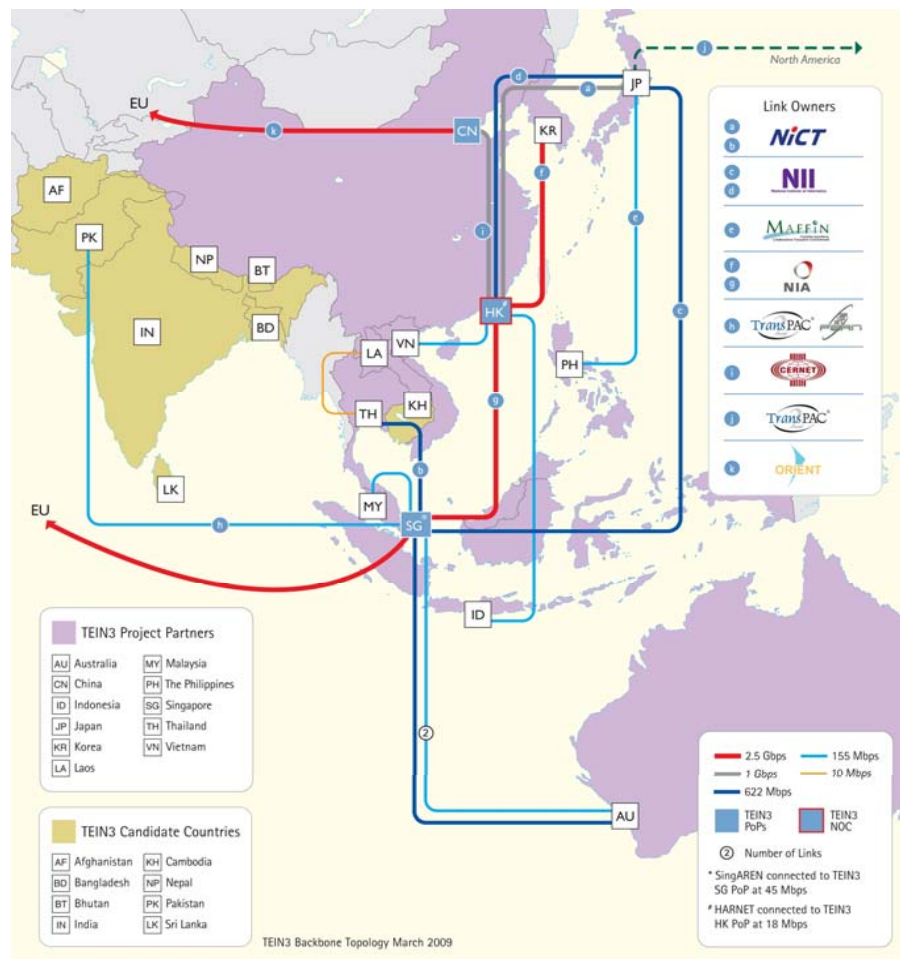 j
North America
JP
d
a
EU
k
CN
KR
f
i
e
c
AF
PK
NP
BT
IN
BD
HK#
LA
VN
PH
g
TH
KH
b
LK
MY
SG*
EU
h
ID
2
AU
Link Owners
a
b
NiCT
c
d
NII
National Institute of Informatics
e
MAFFIN
f
g
NIA
h
TransPAC
i
CERNET
j
TransPAC
k
ORIENT
TEIN3 Project Partners
AU Australia
CN China
ID Indonesia
JP Japan
KR Korea
LA Laos
MY Malaysia
PH The Philippines
SG Singapore
TH Thailand
VN Vietnam
TEIN3 Candidate Countries
AF Afghanistan
BD Bangladesh
BT Bhutan
IN India
KH Cambodia
NP Nepal
PK Pakistan
LK Sri Lanka
2.5 Gbps
1 Gbps
622 Mbps
155 Mbps
10 Mbps
TEIN3
PoPs
TEIN3
NOC
2 Number of Links
* SingAREN connected to TEIN3
SG PoP at 45 Mbps
# HARNET connected to TEIN3
HK PoP at 18 Mbps
TEIN3 Backbone Topology March 2009